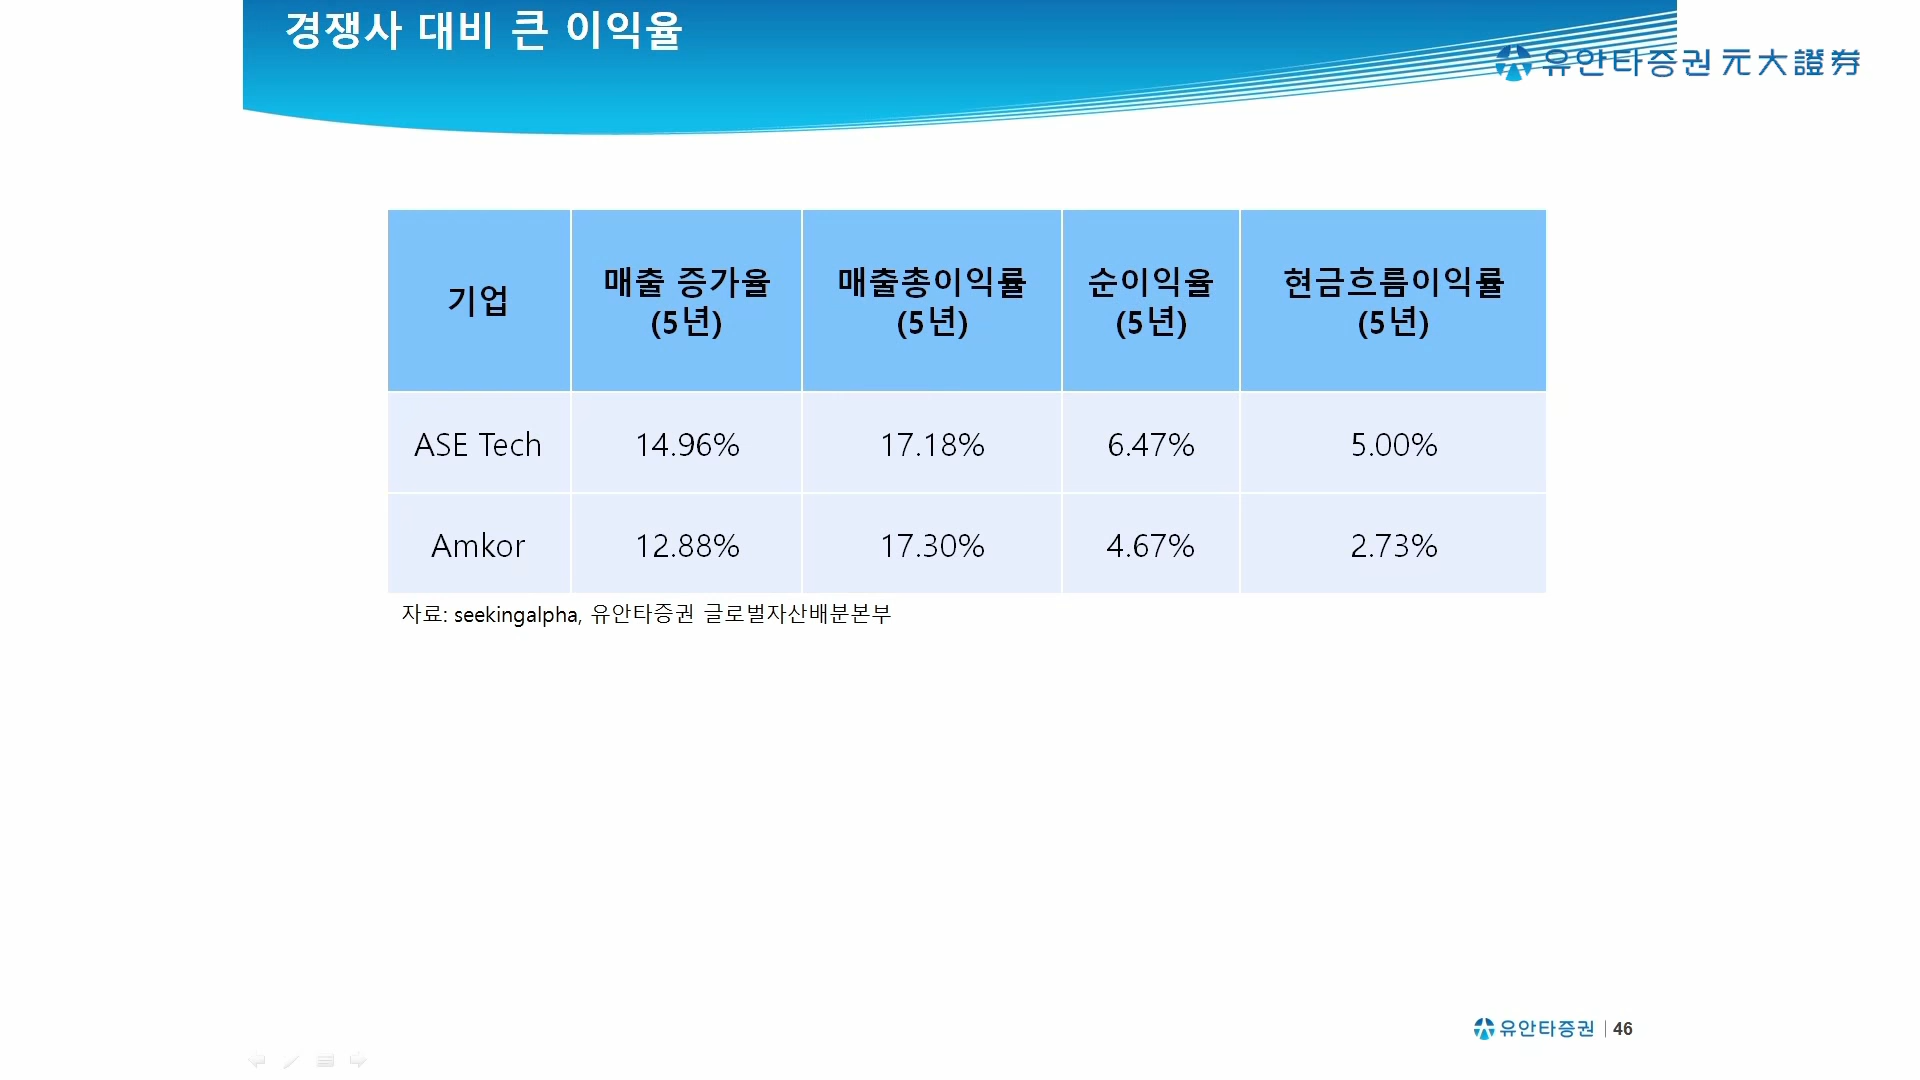 경쟁사 대비 큰 이익율
유안타증권 元大證券
기업
매출 증가율
(5년)
매출총이익률
(5년)
순이익율
(5년)
현금흐름이익률
(5년)
ASE Tech 14.96% 17.18% 6.47% 5.00%
Amkor 12.88% 17.30% 4.67% 2.73%
자료: seekingalpha, 유안타증권 글로벌자산배분본부
유안타증권 46